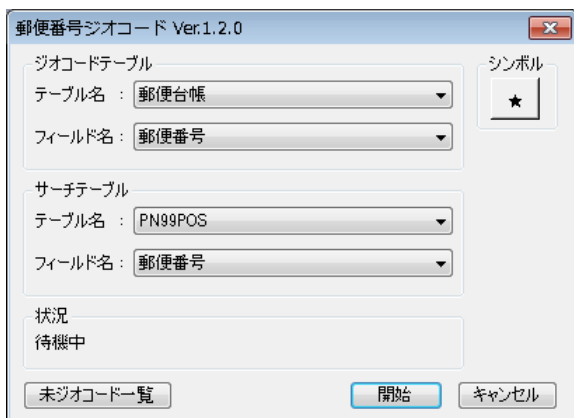 郵便番号ジオコード Ver.1.2.0
ジオコードテーブル
シンボル
テーブル名 : 郵便台帳
フィールド名 : 郵便番号
サーチテーブル
テーブル名 : PN99POS
フィールド名 : 郵便番号
状況
待機中
未ジオコード一覧 開始 キャンセル